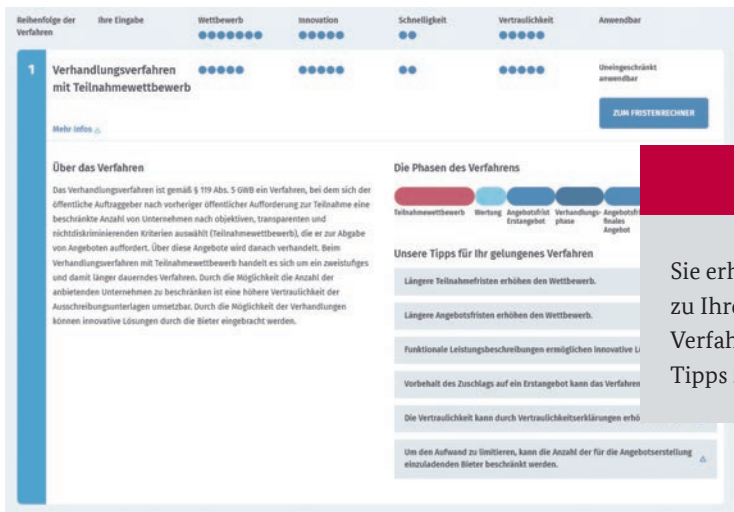 Reihenfolge der Verfahren
Ihre Eingabe
Wettbewerb
Innovation
Schnelligkeit
Vertraulichkeit
Anwendbar
1
Verhandlungsverfahren
mit Teilnahmewettbewerb
Uneingeschränkt
anwendbar
ZUM FRISTENRECHNER
Mehr Infos
Über das Verfahren
Das Verhandlungsverfahren ist gemäß § 119 Abs. 5 GWB ein Verfahren, bei dem sich der
öffentliche Auftraggeber nach vorheriger öffentlicher Aufforderung zur Teilnahme eine
beschränkte Anzahl von Unternehmen nach objektiven, transparenten und
nichtdiskriminierenden Kriterien auswählt (Teilnahmewettbewerb), die er zur Abgabe
von Angeboten auffordert. Über diese Angebote wird danach verhandelt. Beim
Verhandlungsverfahren mit Teilnahmewettbewerb handelt es sich um ein zweistufiges
und damit länger dauerndes Verfahren. Durch die Möglichkeit die Anzahl der
anbietenden Unternehmen zu beschränken ist eine höhere Vertraulichkeit der
Ausschreibungsunterlagen umsetzbar. Durch die Möglichkeit der Verhandlungen
können innovative Lösungen durch die Bieter eingebracht werden.
Die Phasen des Verfahrens
Teilnahmewettbewerb
Wertung
Angebotsfrist
Erstangebot
Verhandlungs-
phase
Angebotsfri
finales
Angebot
Unsere Tipps für Ihr gelungenes Verfahren
Längere Teilnahmefristen erhöhen den Wettbewerb.
Längere Angebotsfristen erhöhen den Wettbewerb.
Funktionale Leistungsbeschreibungen ermöglichen innovative L
Vorbehalt des Zuschlags auf ein Erstangebot kann das Verfahren
Die Vertraulichkeit kann durch Vertraulichkeitserklärungen erhö
Um den Aufwand zu limitieren, kann die Anzahl der für die Angebotserstellung
einzuladenden Bieter beschränkt werden.
Sie erh
zu Ihre
Verfah
Tipps